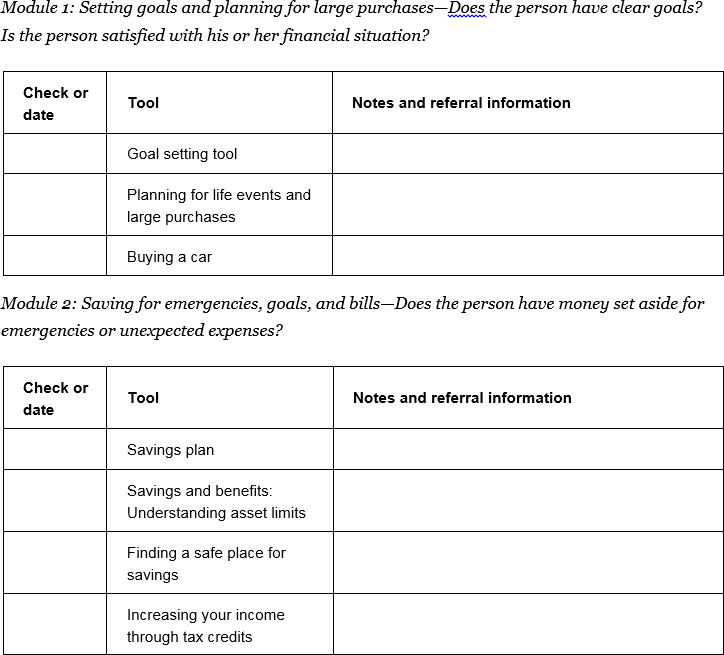 Module 1: Setting goals and planning for large purchases—Does the person have clear goals?
Is the person satisfied with his or her financial situation?
Check or
date
Tool
Notes and referral information
Goal setting tool
Planning for life events and
large purchases
Buying a car
Module 2: Saving for emergencies, goals, and bills—Does the person have money set aside for
emergencies or unexpected expenses?
Check or
date
Tool
Notes and referral information
Savings plan
Savings and benefits:
Understanding asset limits
Finding a safe place for
savings
Increasing your income
through tax credits